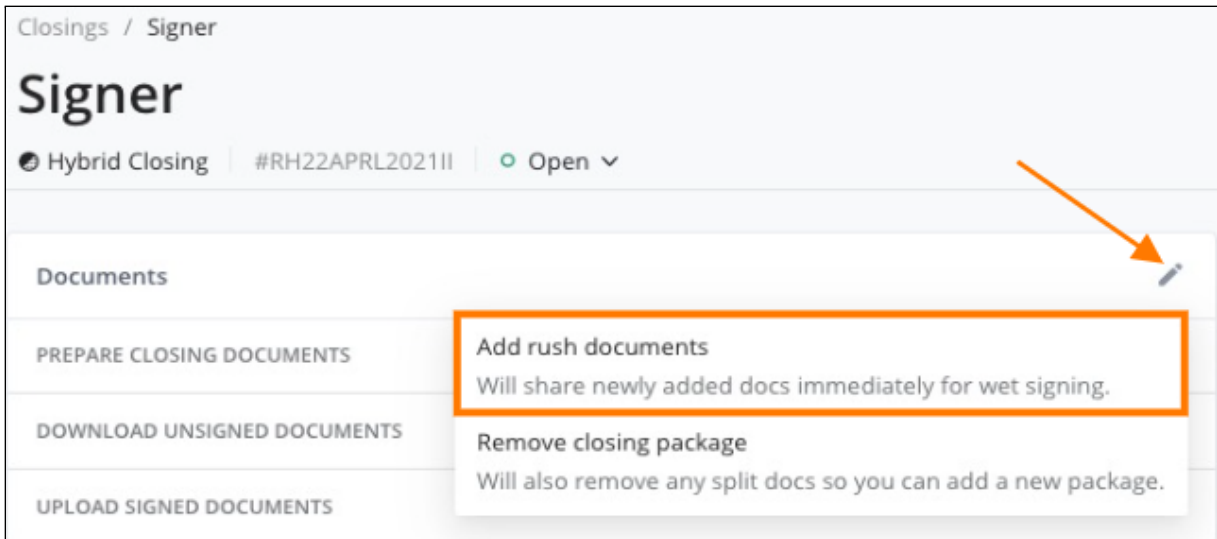 Closings / Signer
Signer
Hybrid Closing #RH22APRL2021II Open
Documents
PREPARE CLOSING DOCUMENTS
Add rush documents
Will share newly added docs immediately for wet signing.
DOWNLOAD UNSIGNED DOCUMENTS
Remove closing package
Will also remove any split docs so you can add a new package.
UPLOAD SIGNED DOCUMENTS